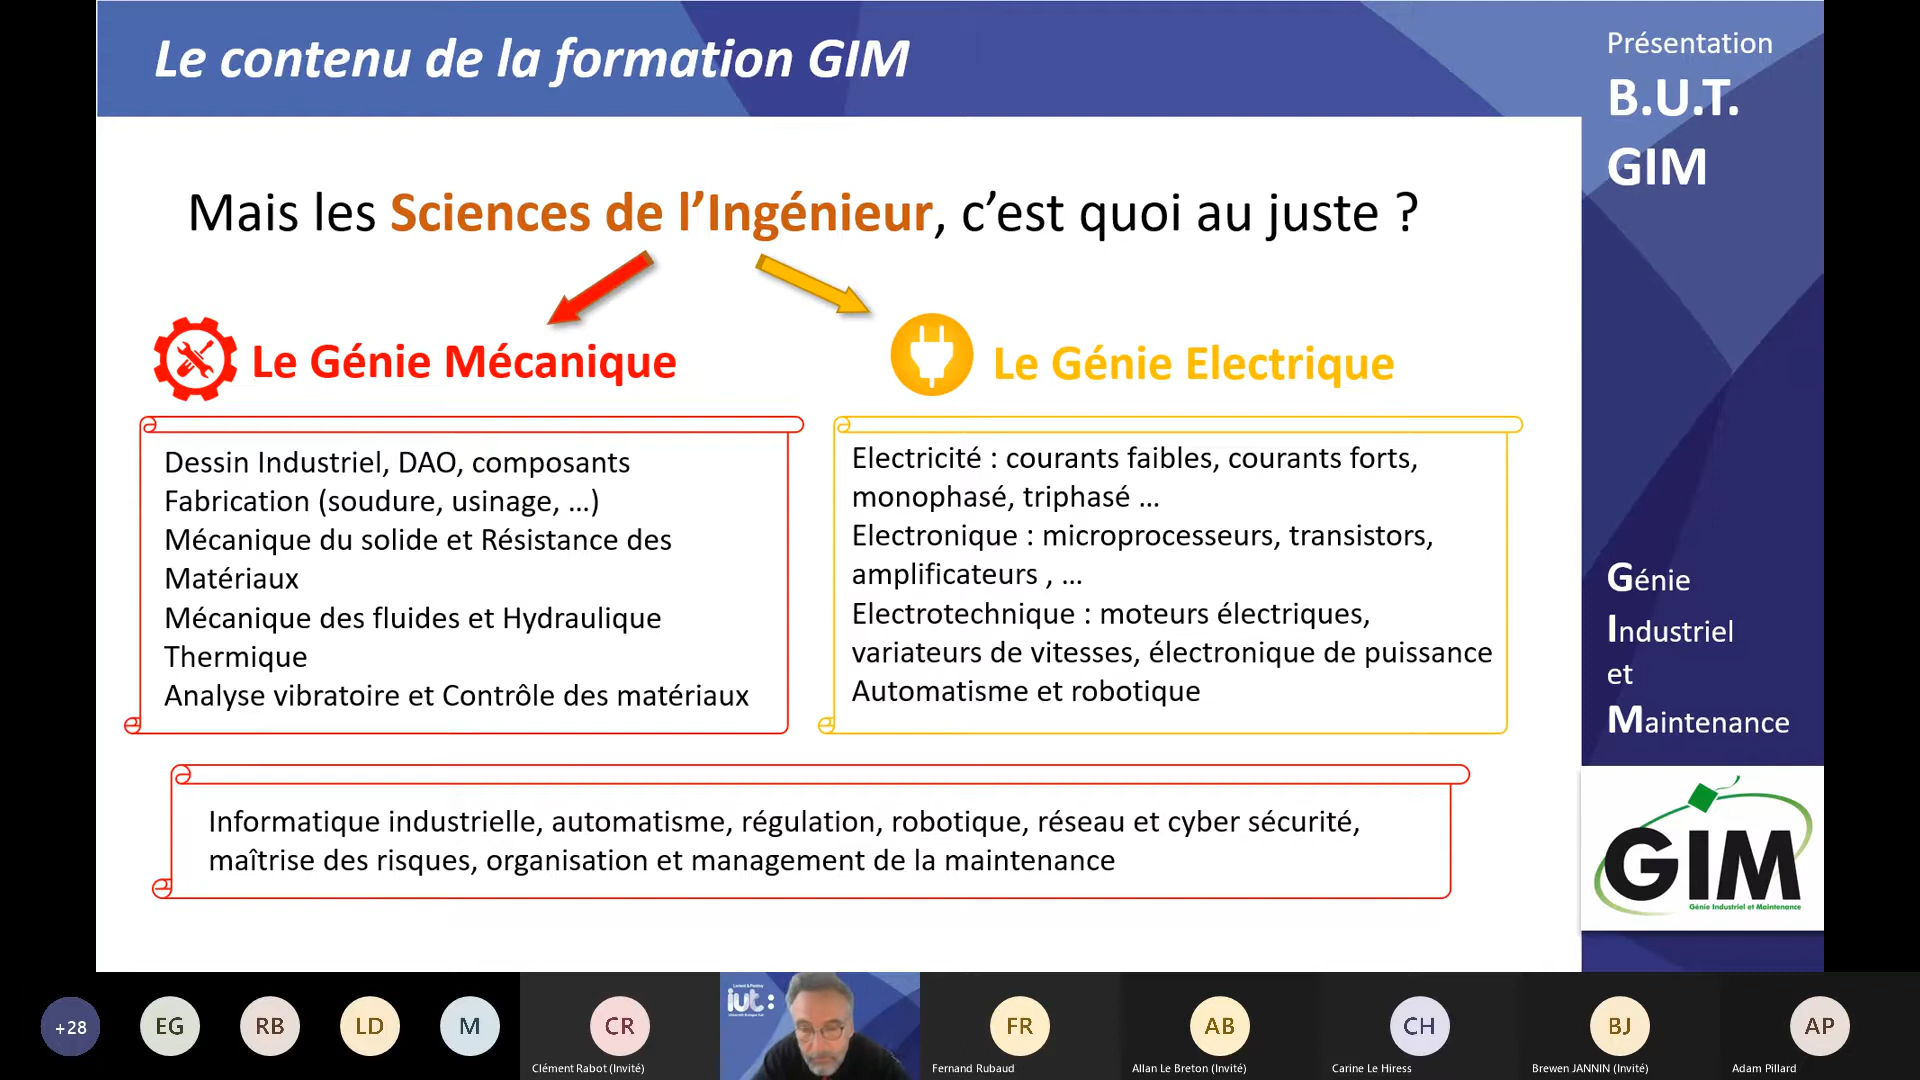 Le contenu de la formation GIM
Présentation
B.U.T.
GIM
Mais les Sciences de l’Ingénieur, c’est quoi au juste ?
Le Génie Mécanique
Dessin Industriel, DAO, composants
Fabrication (soudure, usinage, ...)
Mécanique du solide et Résistance des
Matériaux
Mécanique des fluides et Hydraulique
Thermique
Analyse vibratoire et Contrôle des matériaux
Le Génie Electrique
Electricité : courants faibles, courants forts,
monophasé, triphasé ...
Electronique : microprocesseurs, transistors,
amplificateurs , ...
Electrotechnique : moteurs électriques,
variateurs de vitesses, électronique de puissance
Automatisme et robotique
Informatique industrielle, automatisme, régulation, robotique, réseau et cyber sécurité,
maîtrise des risques, organisation et management de la maintenance
Génie
Industriel
et
Maintenance
GIM
Génie Industriel et Maintenance
+28
EG
RB
LD
M
CR
Clément Rabot (Invité)
iut:
FR
Fernand Rubaud
AB
Allan Le Breton (Invité)
CH
Carine Le Hiress
BJ
Brewen JANNIN (Invité)
AP
Adam Pillard